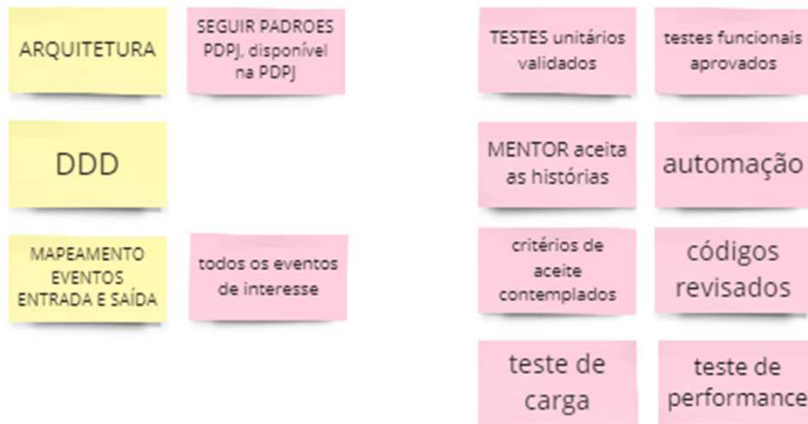 ARQUITETURA
SEGUIR PADROES
PDPJ, disponível
na PDPJ
TESTES unitários
validados
testes funcionais
aprovados
DDD
MENTOR aceita
as histórias
automação
MAPEAMENTO
EVENTOS
ENTRADA E SAÍDA
todos os eventos
de interesse
critérios de
aceite
contemplados
códigos
revisados
teste de
carga
teste de
performance